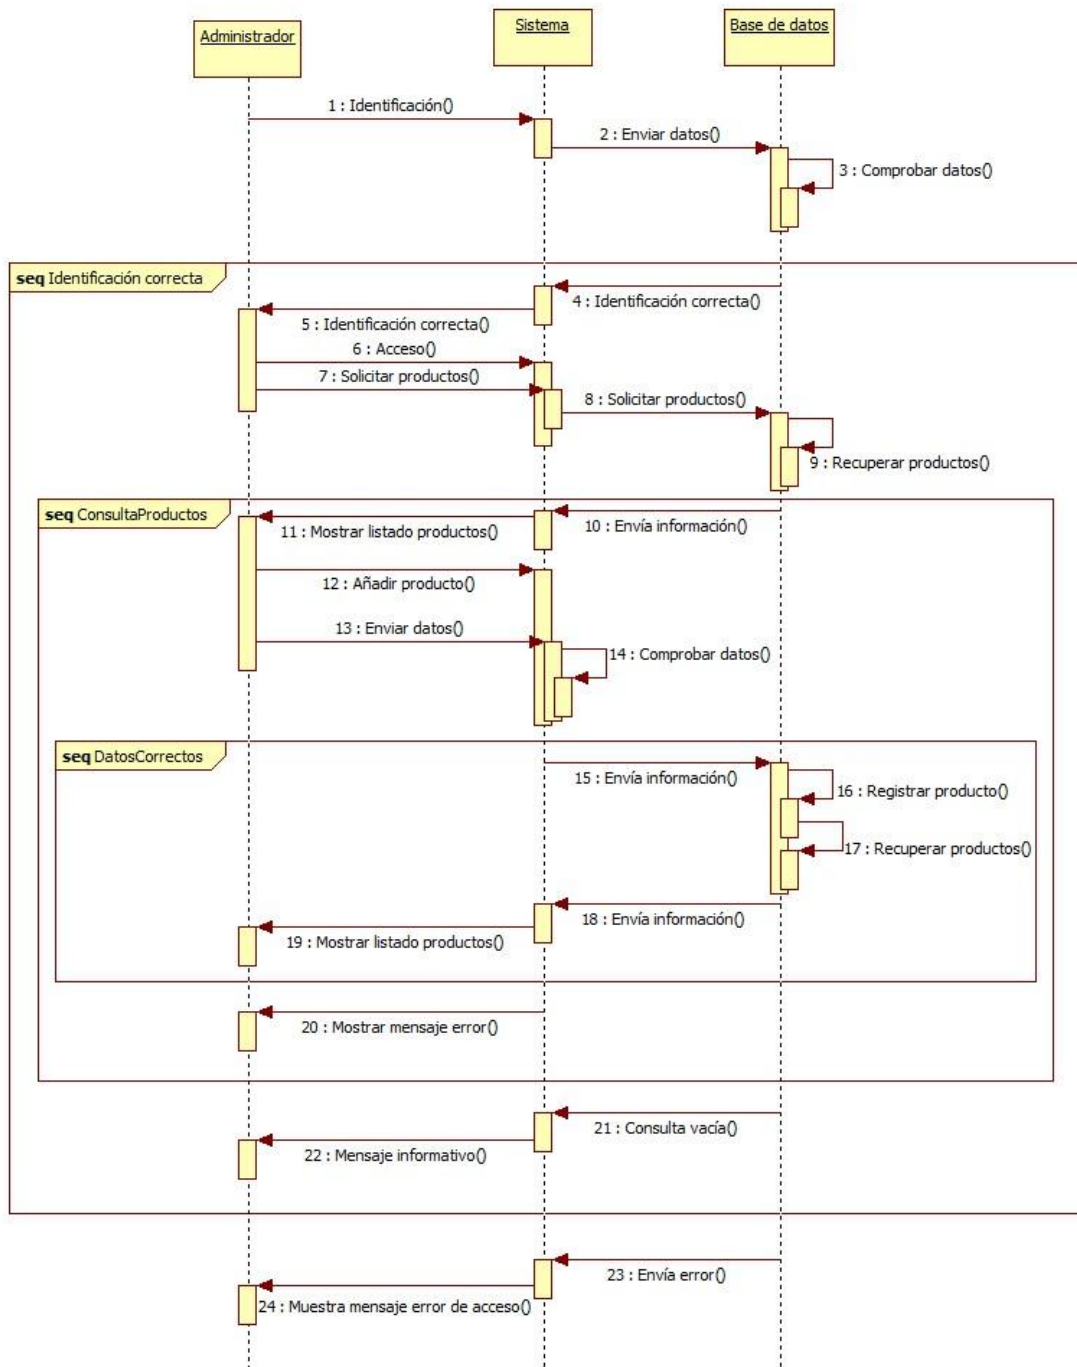 Administrador
Sistema
Base de datos
1 : Identificación()
2 : Enviar datos()
3 : Comprobar datos()
seq Identificación correcta
4 : Identificación correcta()
5 : Identificación correcta()
6 : Acceso()
7 : Solicitar productos()
8 : Solicitar productos()
9 : Recuperar productos()
seq ConsultaProductos
10 : Envía información()
11 : Mostrar listado productos()
12 : Añadir producto()
13 : Enviar datos()
14 : Comprobar datos()
seq DatosCorrectos
15 : Envía información()
16 : Registrar producto()
17 : Recuperar productos()
18 : Envía información()
19 : Mostrar listado productos()
20 : Mostrar mensaje error()
21 : Consulta vacía()
22 : Mensaje informativo()
23 : Envía error()
24 : Muestra mensaje error de acceso()